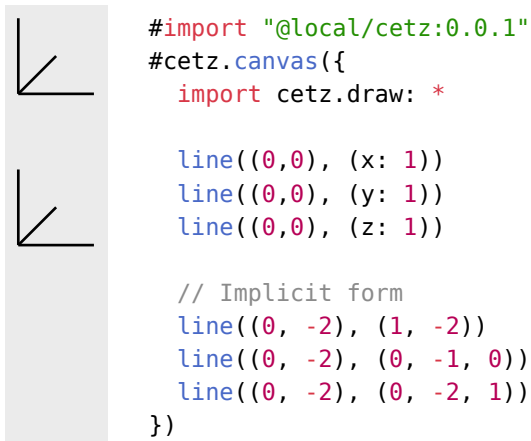 #import "@local/cetz:0.0.1"
#cetz.canvas({
  import cetz.draw: *

  line((0,0), (x: 1))
  line((0,0), (y: 1))
  line((0,0), (z: 1))

  // Implicit form
  line((0, -2), (1, -2))
  line((0, -2), (0, -1, 0))
  line((0, -2), (0, -2, 1))
})